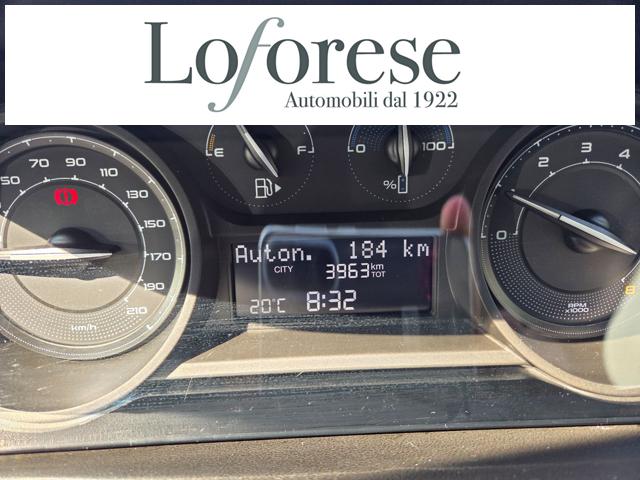 Loforese
Automobili dal 1922
E F
0 100
%
50 70 90 110 130 150 170 190 210
km/h
0 2 3 4 8
RPM
x1000
Auton. 184 km
CITY 3963 km TOT
20°C 8:32